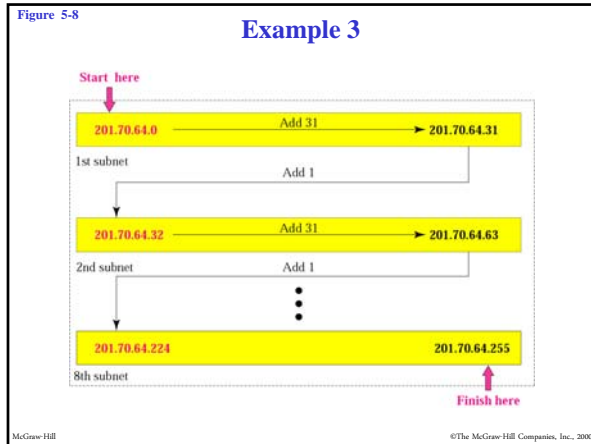 Figure 5-8
Example 3
Start here
201.70.64.0 Add 31 201.70.64.31
1st subnet
Add 1
201.70.64.32 Add 31 201.70.64.63
2nd subnet Add 1
201.70.64.224 201.70.64.255
8th subnet
Finish here
McGraw-Hill ©The McGraw-Hill Companies, Inc., 2000